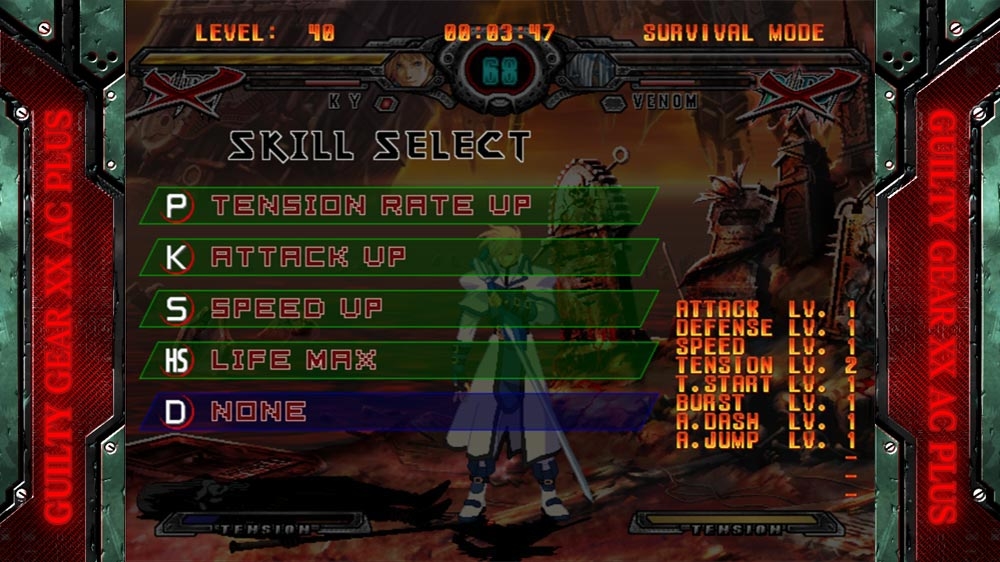 LEVEL: 40 00:03:47 SURVIVAL MODE
68
KY VENOM
SKILL SELECT
P TENSION RATE UP
K ATTACK UP
S SPEED UP
HS LIFE MAX
D NONE
ATTACK LV. 1
DEFENSE LV. 1
SPEED LV. 1
TENSION LV. 2
T.START LV. 1
BURST LV. 1
A.DASH LV. 1
A.JUMP LV. 1
TENSION TENSION
GUILTY GEAR XX AC PLUS
GUILTY GEAR XX AC PLUS